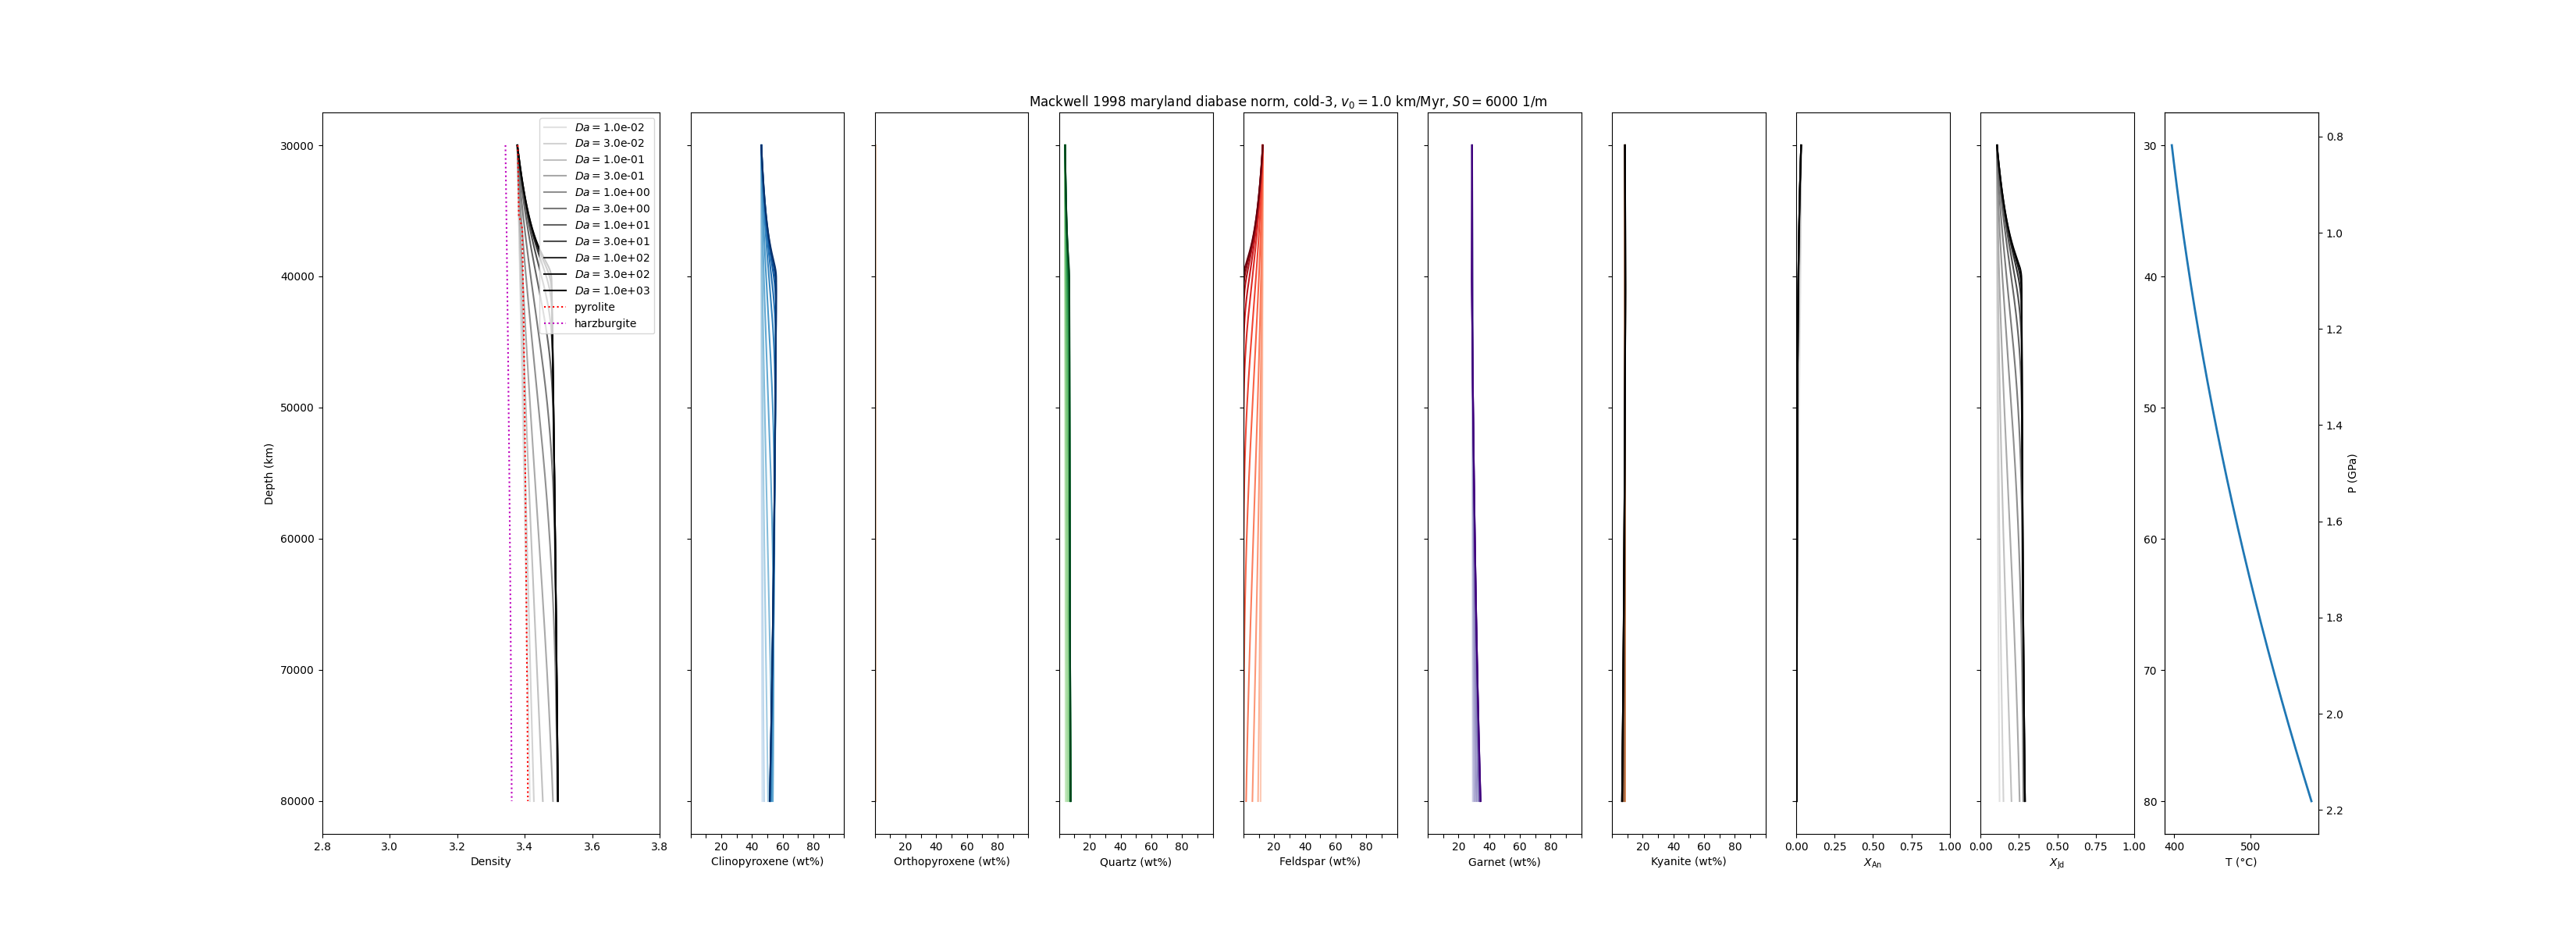 Mackwell 1998 maryland diabase norm, cold-3, v₀ = 1.0 km/Myr, S0 = 6000 1/m
Da = 1.0e-02
Da = 3.0e-02
Da = 1.0e-01
Da = 3.0e-01
Da = 1.0e+00
Da = 3.0e+00
Da = 1.0e+01
Da = 3.0e+01
Da = 1.0e+02
Da = 3.0e+02
Da = 1.0e+03
pyrolite
harzburgite
Depth (km)
30000
40000
50000
60000
70000
80000
2.8 3.0 3.2 3.4 3.6 3.8
Density
20 40 60 80
Clinopyroxene (wt%)
20 40 60 80
Orthopyroxene (wt%)
20 40 60 80
Quartz (wt%)
20 40 60 80
Feldspar (wt%)
20 40 60 80
Garnet (wt%)
20 40 60 80
Kyanite (wt%)
0.00 0.25 0.50 0.75 1.00
X_An
0.00 0.25 0.50 0.75 1.00
X_Jd
30
40
50
60
70
80
400 500
T (°C)
0.8
1.0
1.2
1.4
1.6
1.8
2.0
2.2
P (GPa)